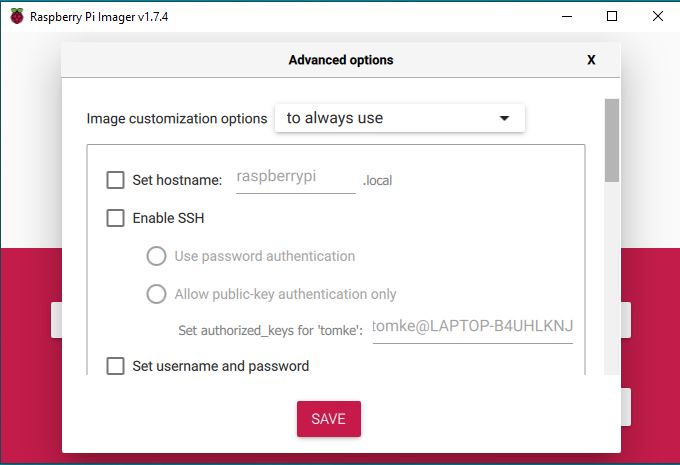 Raspberry Pi Imager v1.7.4
Advanced options X
Image customization options to always use
Set hostname: raspberrypi .local
Enable SSH
Use password authentication
Allow public-key authentication only
Set authorized_keys for 'tomke': tomke@LAPTOP-B4UHLKNJ
Set username and password
SAVE